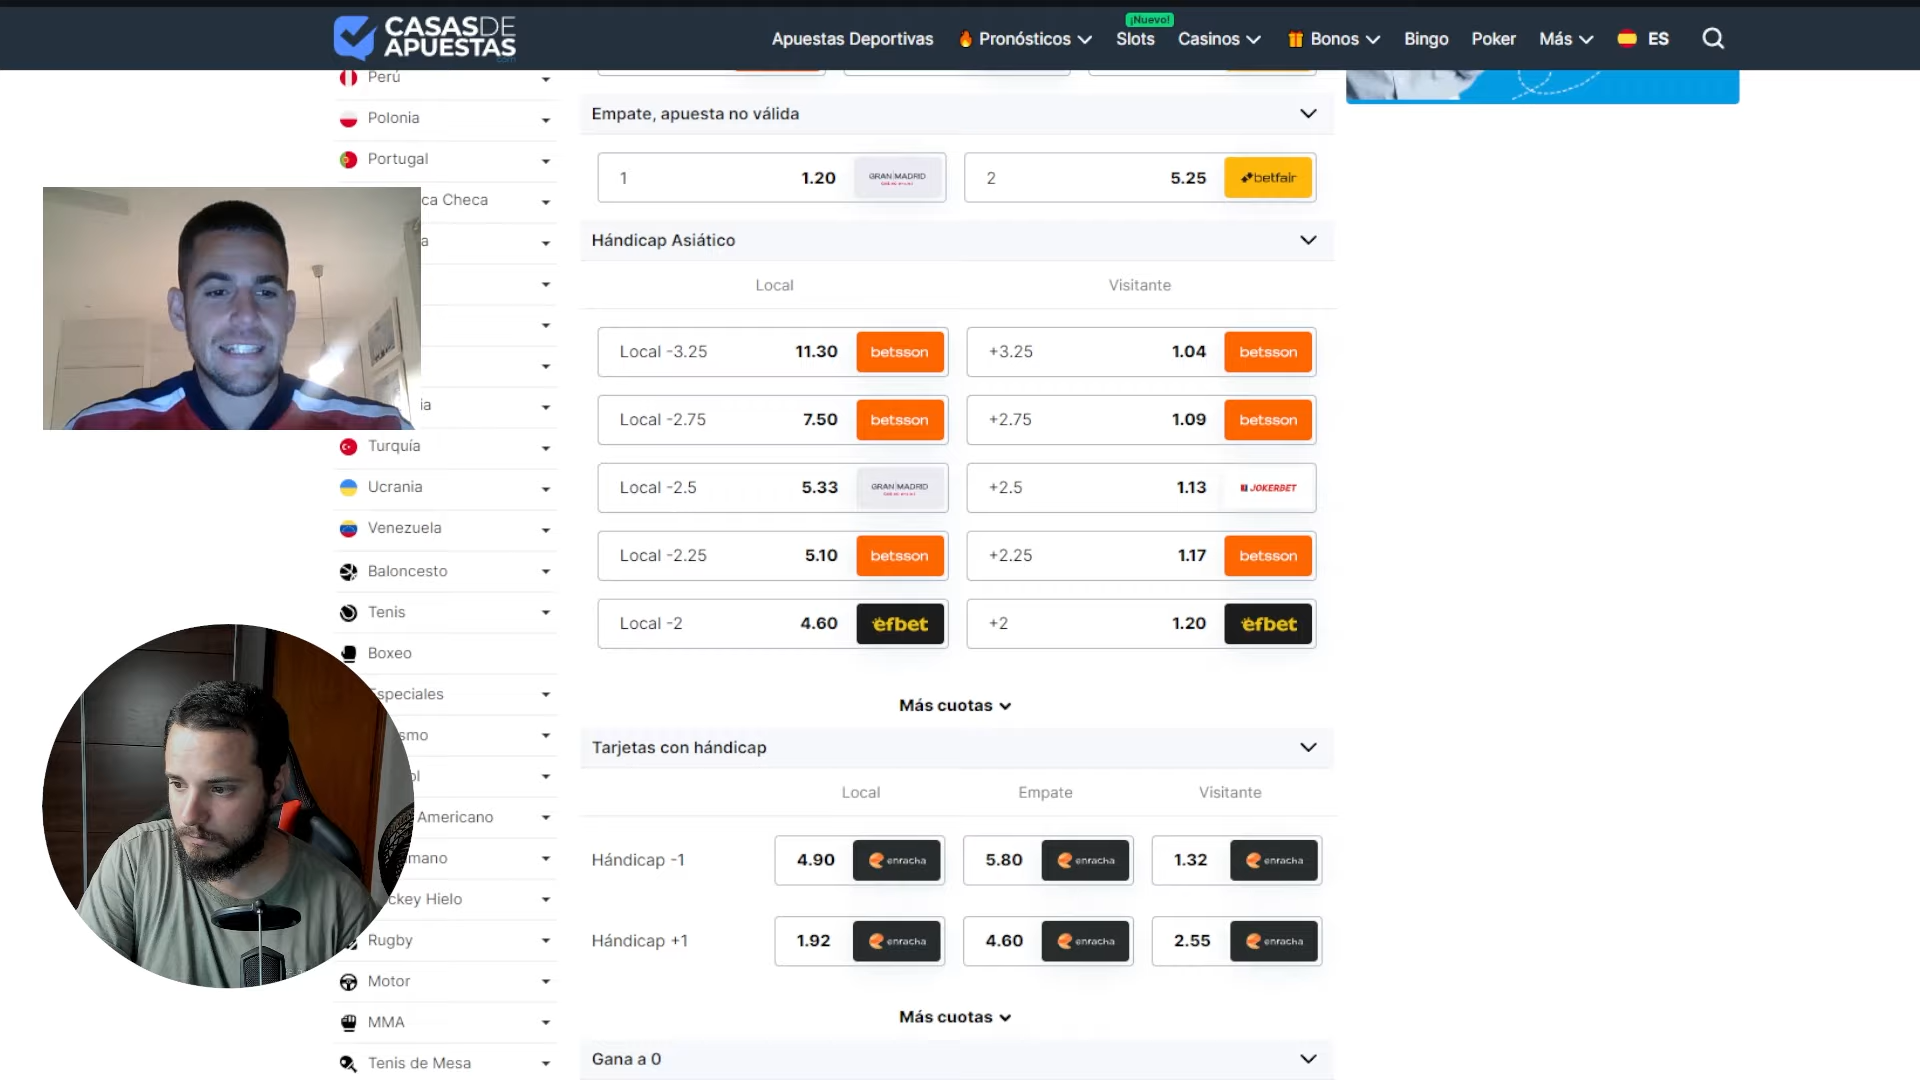 CASASDE
APUESTAS
.com
Apuestas Deportivas
Pronósticos
¡Nuevo!
Slots
Casinos
Bonos
Bingo
Poker
Más
ES
Perú
Polonia
Portugal
ca Checa
a
ia
Turquía
Ucrania
Venezuela
Baloncesto
Tenis
Boxeo
Especiales
smo
ol
Americano
mano
ckey Hielo
Rugby
Motor
MMA
Tenis de Mesa
Empate, apuesta no válida
1 1.20 GRAN MADRID
2 5.25 betfair
Hándicap Asiático
Local Visitante
Local -3.25 11.30 betsson
+3.25 1.04 betsson
Local -2.75 7.50 betsson
+2.75 1.09 betsson
Local -2.5 5.33 GRAN MADRID
+2.5 1.13 JOKERBET
Local -2.25 5.10 betsson
+2.25 1.17 betsson
Local -2 4.60 efbet
+2 1.20 efbet
Más cuotas
Tarjetas con hándicap
Local Empate Visitante
Hándicap -1 4.90 enracha 5.80 enracha 1.32 enracha
Hándicap +1 1.92 enracha 4.60 enracha 2.55 enracha
Más cuotas
Gana a 0